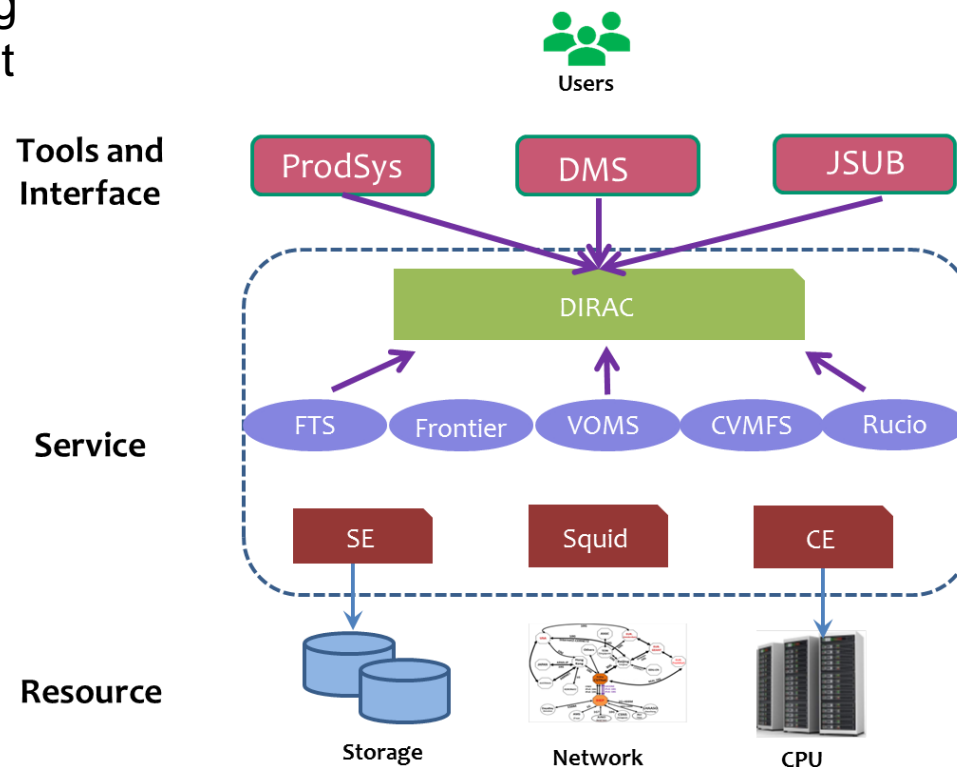 g
t
Users
Tools and
Interface
ProdSys
DMS
JSUB
DIRAC
Service
FTS
Frontier
VOMS
CVMFS
Rucio
SE
Squid
CE
Resource
Storage
Network
CPU